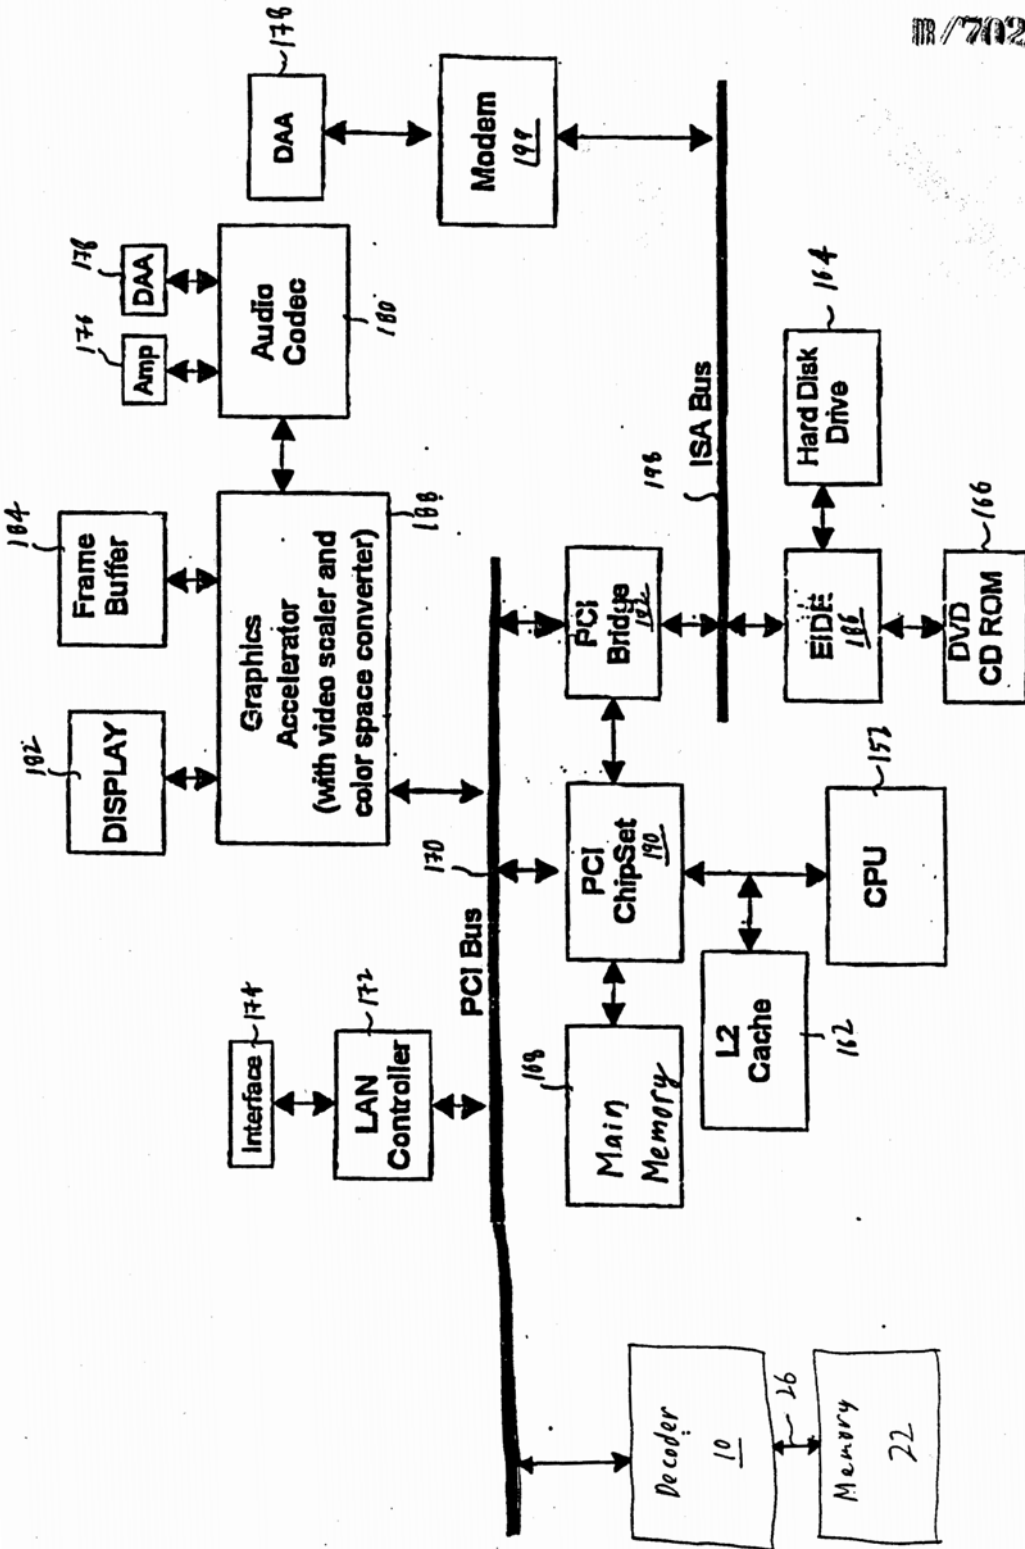 182
DISPLAY
184
Frame
Buffer
176
Amp
178
DAA
178
DAA
174
Interface
172
LAN
Controller
Graphics
Accelerator
(with video scaler and
color space converter)
188
Audio
Codec
180
Modem
199
PCI Bus
170
Decoder
10
26
Memory
22
168
Main
Memory
PCI
ChipSet
190
PCI
Bridge
192
198
ISA Bus
L2
Cache
162
CPU
152
EIDE
186
Hard Disk
Drive
164
DVD
CD ROM
166